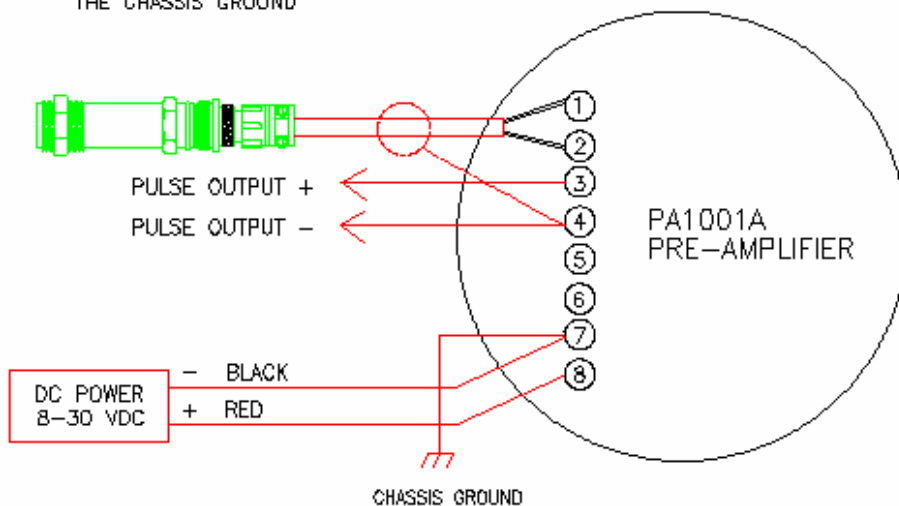 THE CHASSIS GROUND
1
2
PULSE OUTPUT +
3
PULSE OUTPUT -
4
PA1001A
PRE-AMPLIFIER
5
6
7
- BLACK
8
DC POWER
8-30 VDC
+ RED
CHASSIS GROUND